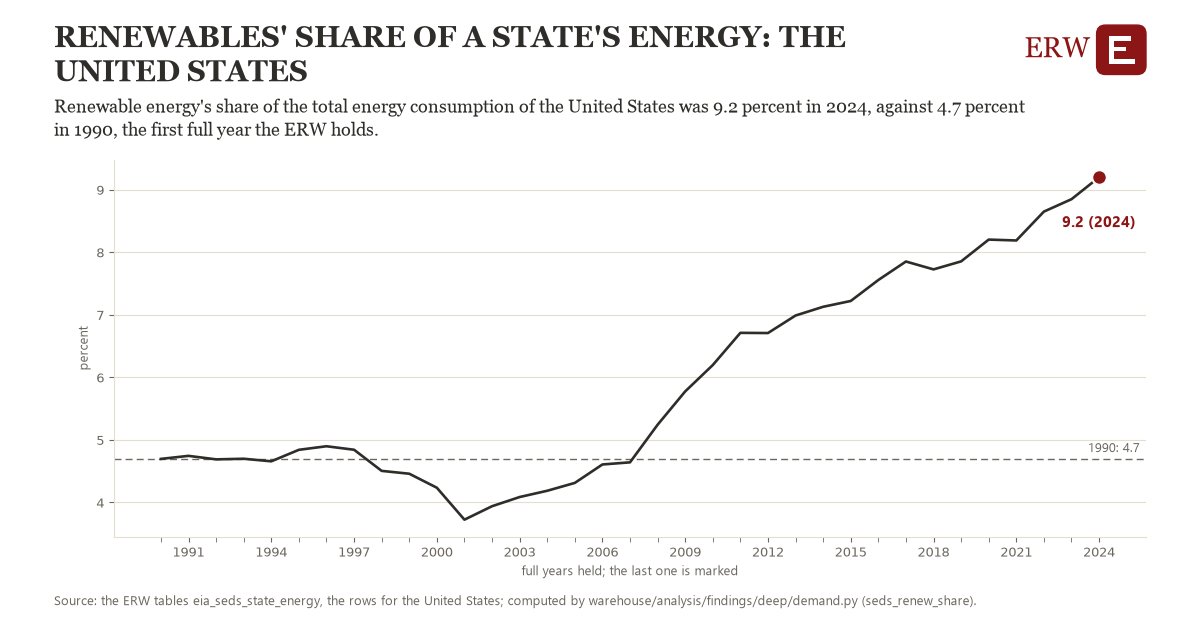 RENEWABLES' SHARE OF A STATE'S ENERGY: THE
UNITED STATES
ERW E
Renewable energy's share of the total energy consumption of the United States was 9.2 percent in 2024, against 4.7 percent
in 1990, the first full year the ERW holds.
9
8
7
6
5
4
percent
9.2 (2024)
1990: 4.7
1991 1994 1997 2000 2003 2006 2009 2012 2015 2018 2021 2024
full years held; the last one is marked
Source: the ERW tables eia_seds_state_energy, the rows for the United States; computed by warehouse/analysis/findings/deep/demand.py (seds_renew_share).